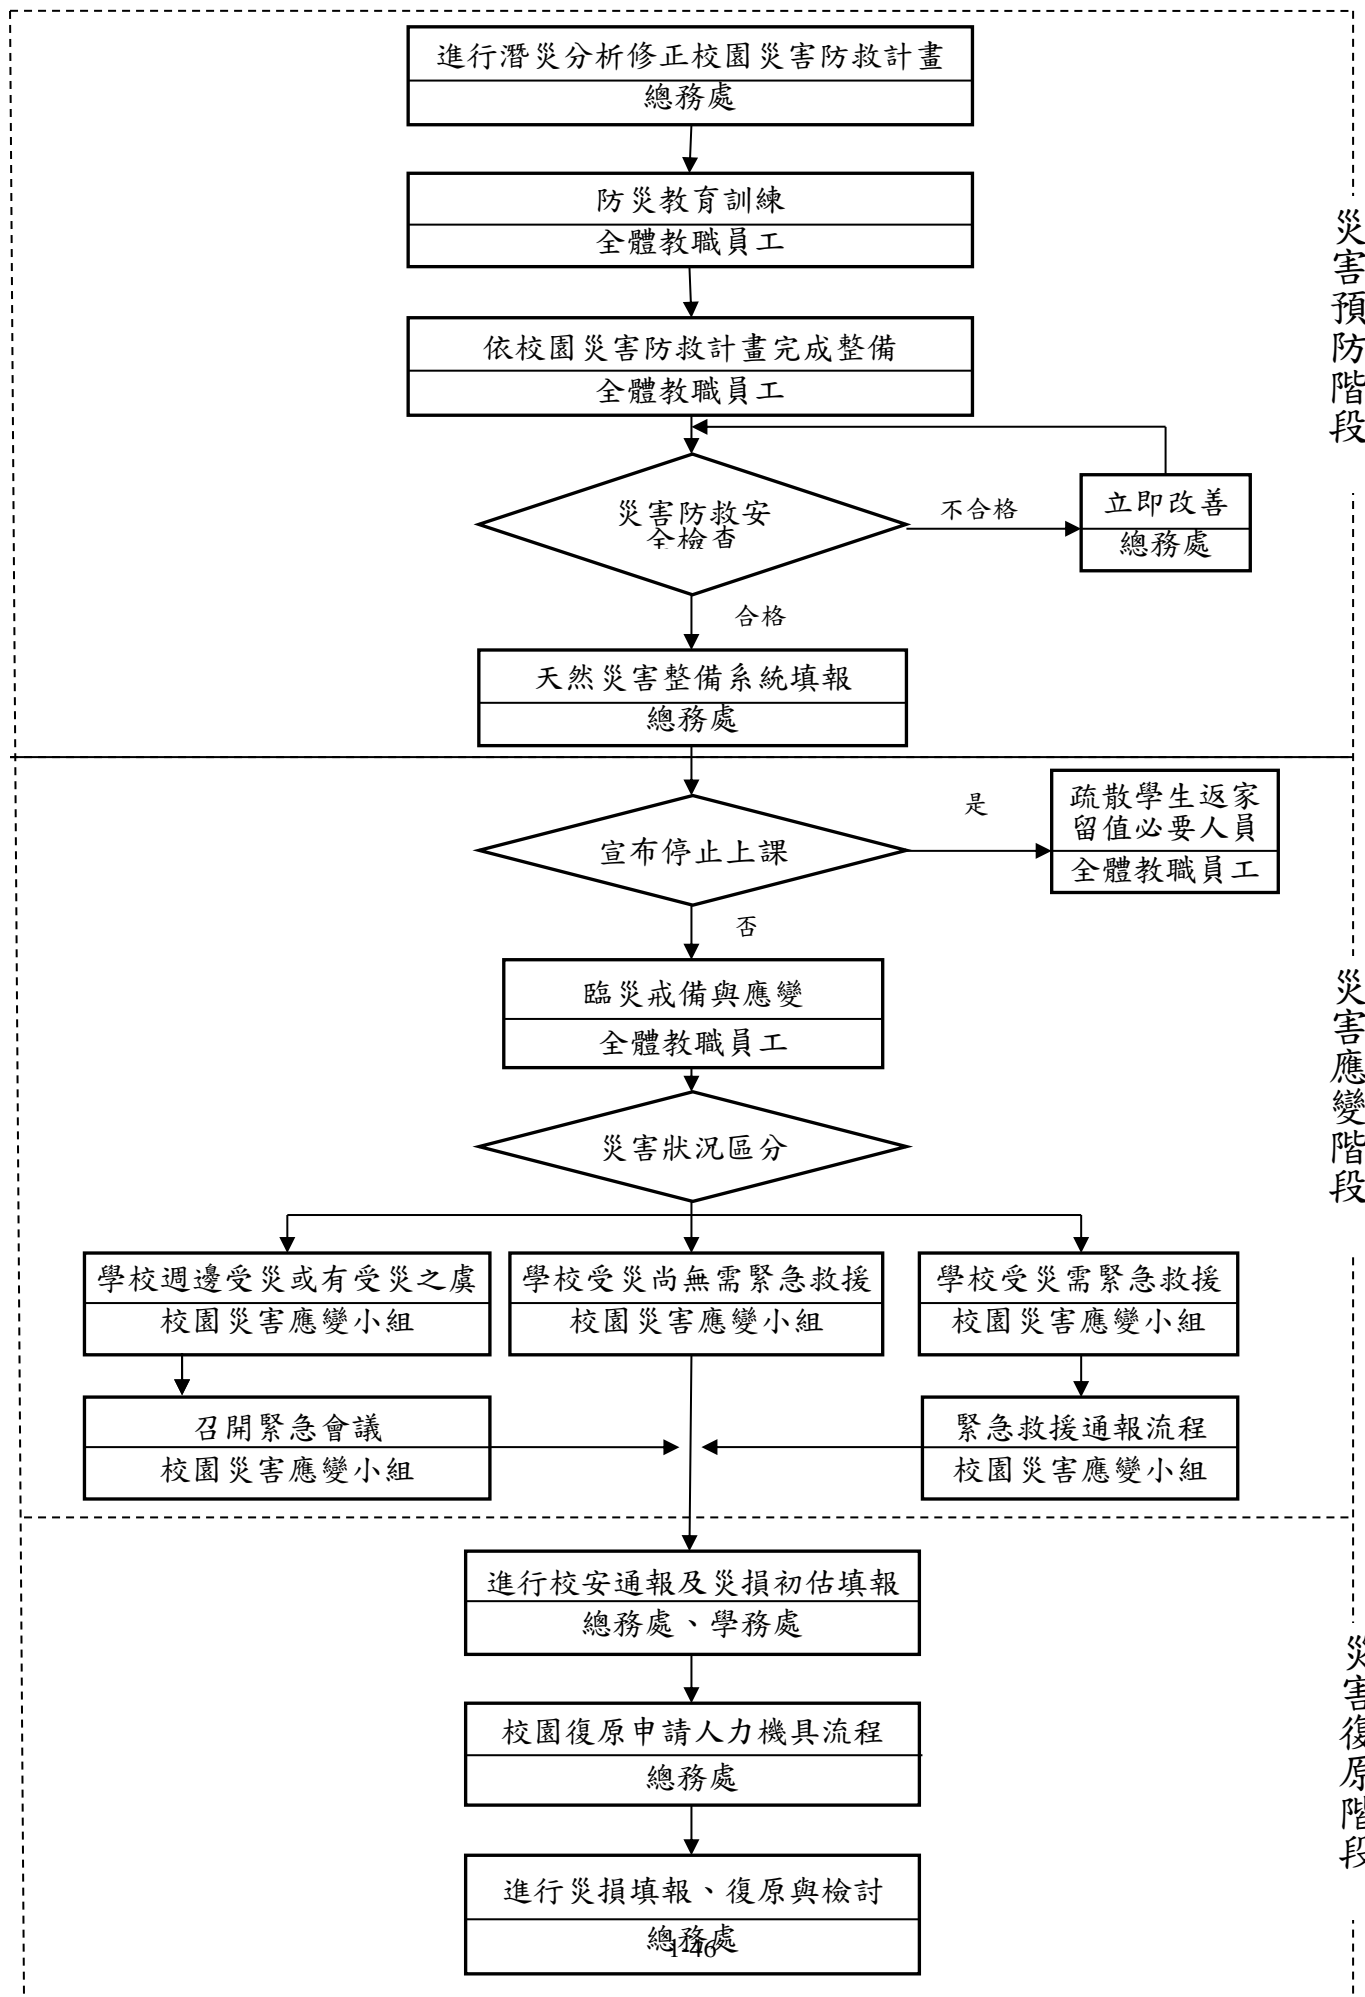 進行潛災分析修正校園災害防救計畫
總務處
防災教育訓練
全體教職員工
依校園災害防救計畫完成整備
全體教職員工
災害防救安
全檢查
不合格
立即改善
總務處
合格
天然災害整備系統填報
總務處
災害預防階段
宣布停止上課
是
疏散學生返家
留值必要人員
全體教職員工
否
臨災戒備與應變
全體教職員工
災害狀況區分
學校週邊受災或有受災之虞
校園災害應變小組
學校受災尚無需緊急救援
校園災害應變小組
學校受災需緊急救援
校園災害應變小組
召開緊急會議
校園災害應變小組
緊急救援通報流程
校園災害應變小組
災害應變階段
進行校安通報及災損初估填報
總務處、學務處
校園復原申請人力機具流程
總務處
進行災損填報、復原與檢討
總務處
災害復原階段
1-46